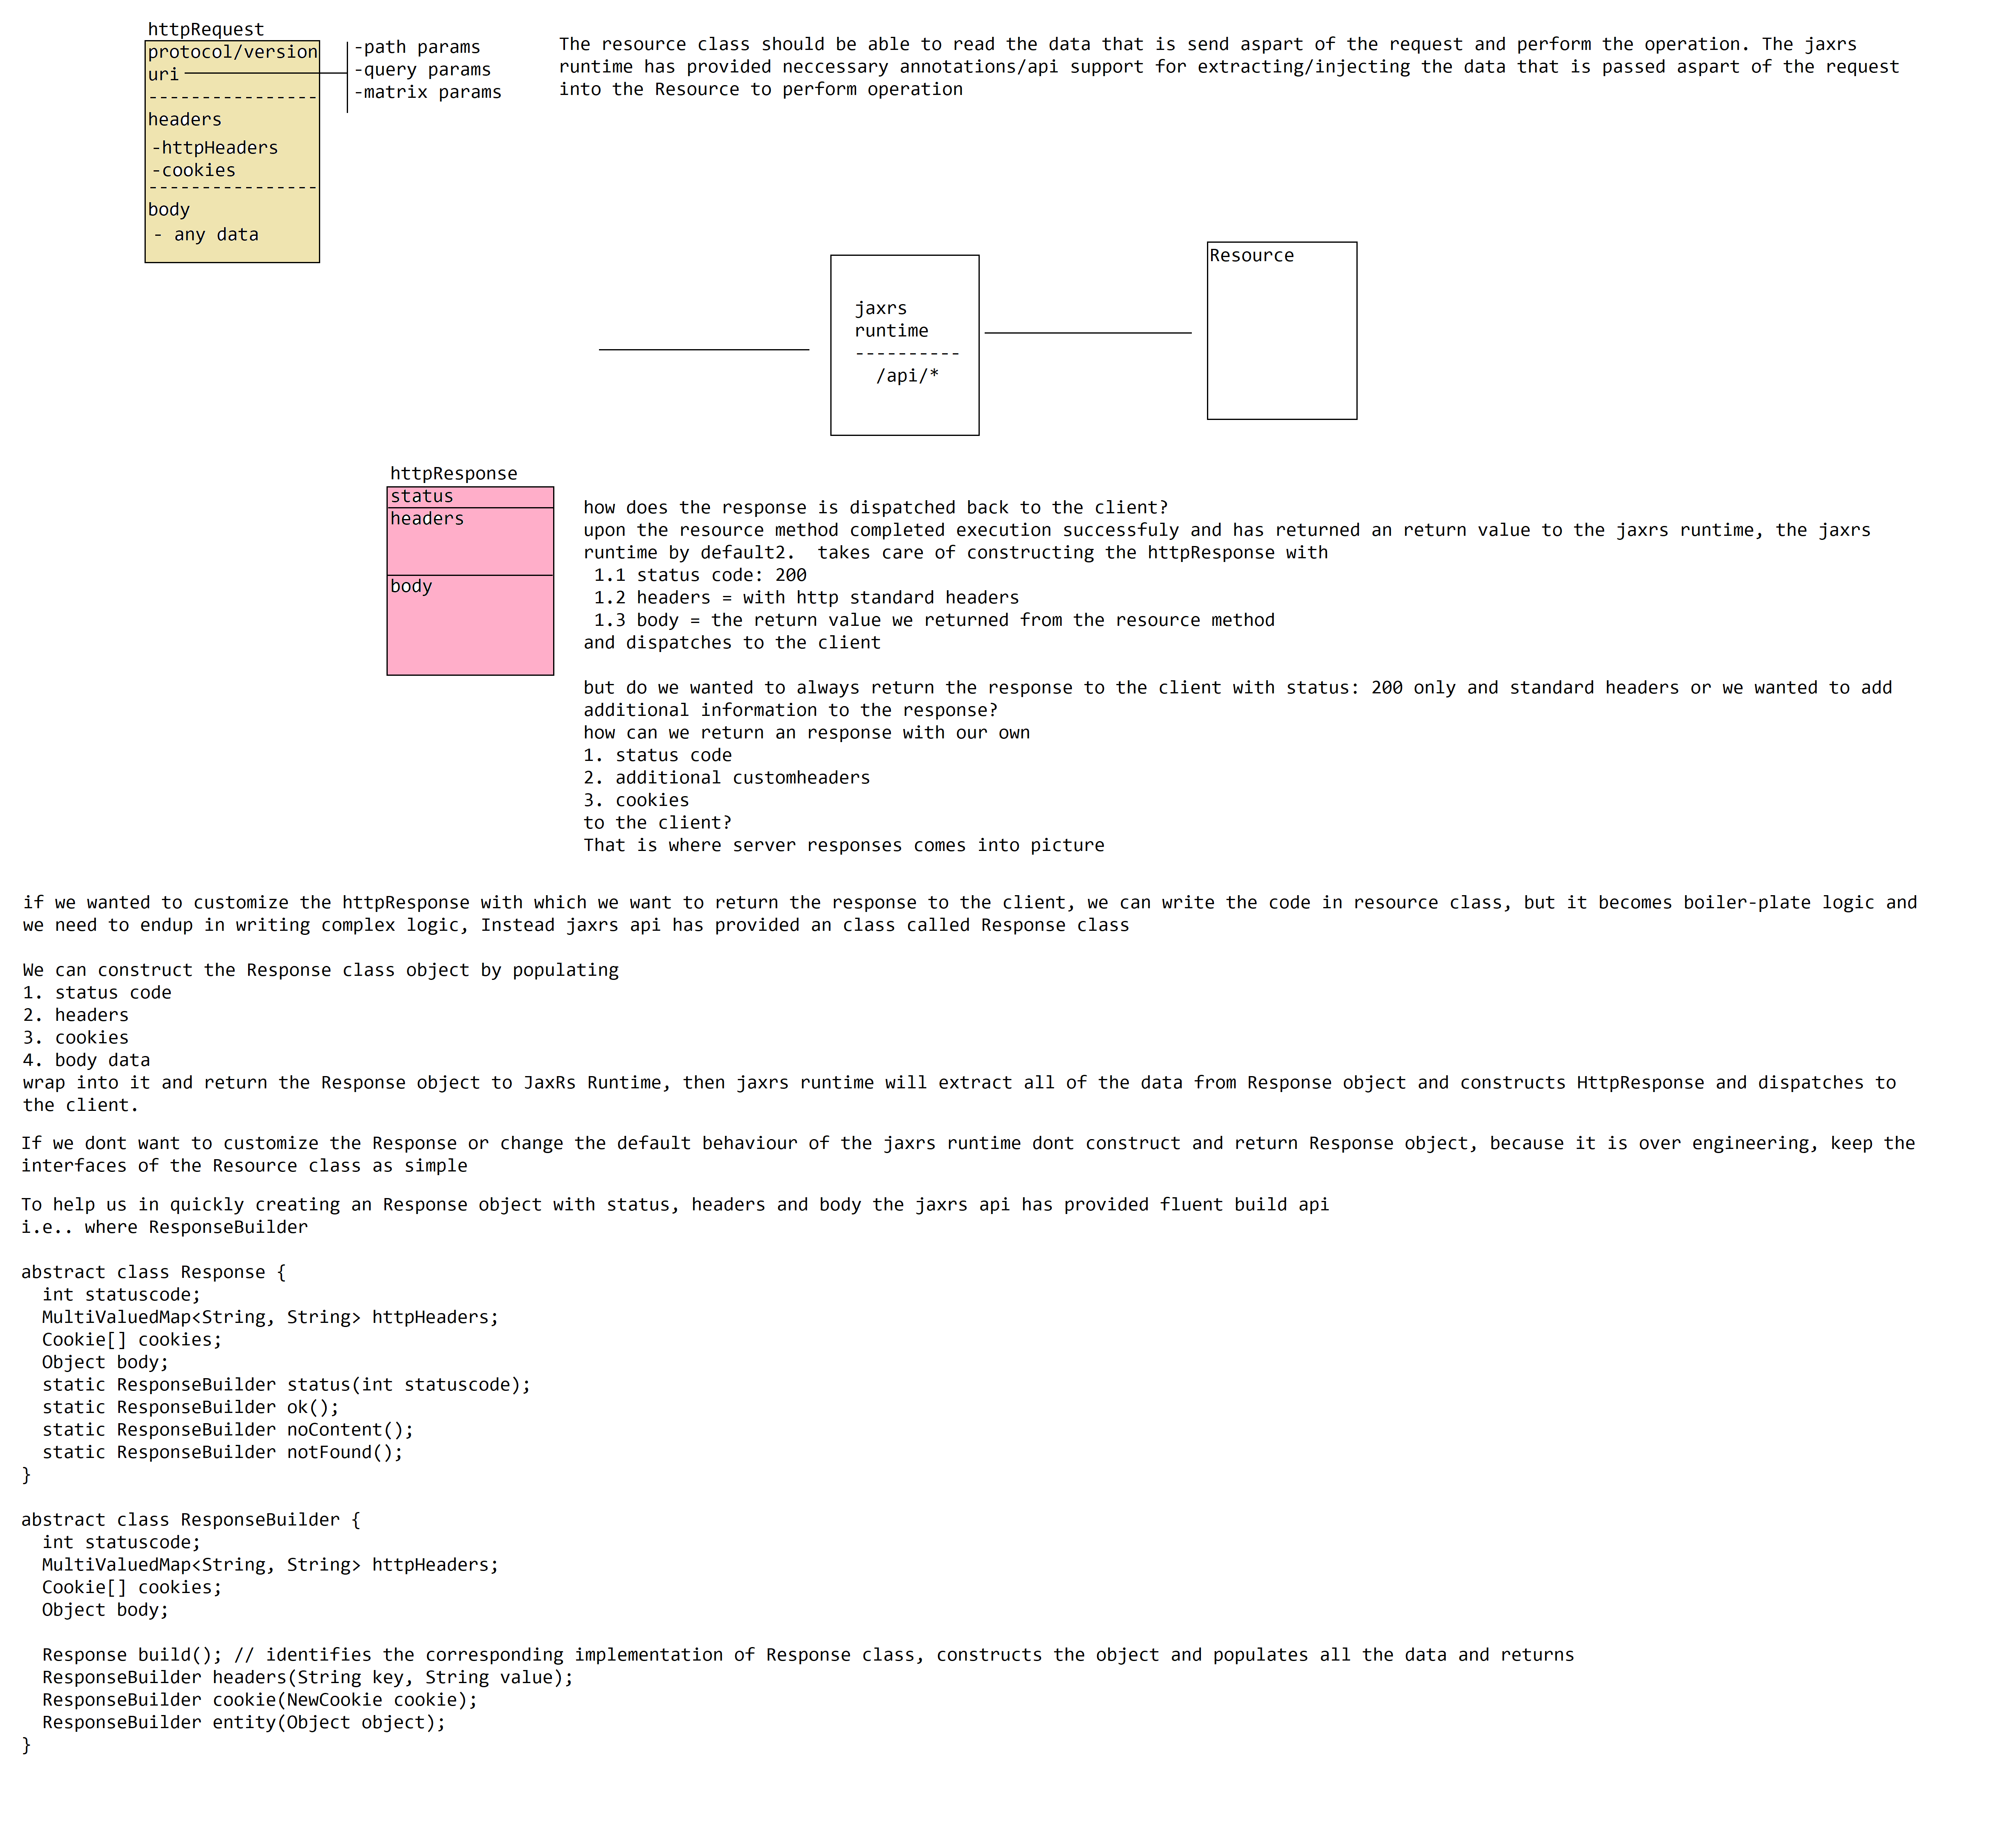 httpRequest
protocol/version
uri
----------------
headers
-httpHeaders
-cookies
----------------
body
- any data
-path params
-query params
-matrix params
The resource class should be able to read the data that is send aspart of the request and perform the operation. The jaxrs
runtime has provided neccessary annotations/api support for extracting/injecting the data that is passed aspart of the request
into the Resource to perform operation
jaxrs
runtime
----------
/api/*
Resource
httpResponse
status
headers
body
how does the response is dispatched back to the client?
upon the resource method completed execution successfuly and has returned an return value to the jaxrs runtime, the jaxrs
runtime by default2.  takes care of constructing the httpResponse with
1.1 status code: 200
1.2 headers = with http standard headers
1.3 body = the return value we returned from the resource method
and dispatches to the client
but do we wanted to always return the response to the client with status: 200 only and standard headers or we wanted to add
additional information to the response?
how can we return an response with our own
1. status code
2. additional customheaders
3. cookies
to the client?
That is where server responses comes into picture
if we wanted to customize the httpResponse with which we want to return the response to the client, we can write the code in resource class, but it becomes boiler-plate logic and
we need to endup in writing complex logic, Instead jaxrs api has provided an class called Response class
We can construct the Response class object by populating
1. status code
2. headers
3. cookies
4. body data
wrap into it and return the Response object to JaxRs Runtime, then jaxrs runtime will extract all of the data from Response object and constructs HttpResponse and dispatches to
the client.
If we dont want to customize the Response or change the default behaviour of the jaxrs runtime dont construct and return Response object, because it is over engineering, keep the
interfaces of the Resource class as simple
To help us in quickly creating an Response object with status, headers and body the jaxrs api has provided fluent build api
i.e.. where ResponseBuilder
abstract class Response {
  int statuscode;
  MultiValuedMap<String, String> httpHeaders;
  Cookie[] cookies;
  Object body;
  static ResponseBuilder status(int statuscode);
  static ResponseBuilder ok();
  static ResponseBuilder noContent();
  static ResponseBuilder notFound();
}
abstract class ResponseBuilder {
  int statuscode;
  MultiValuedMap<String, String> httpHeaders;
  Cookie[] cookies;
  Object body;
  Response build(); // identifies the corresponding implementation of Response class, constructs the object and populates all the data and returns
  ResponseBuilder headers(String key, String value);
  ResponseBuilder cookie(NewCookie cookie);
  ResponseBuilder entity(Object object);
}